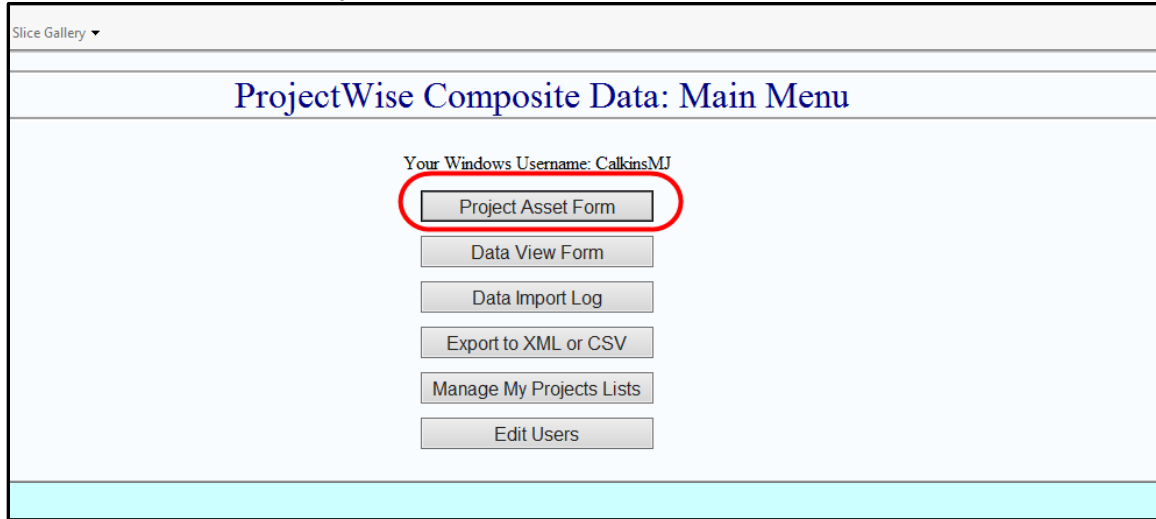 Slice Gallery
ProjectWise Composite Data: Main Menu
Your Windows Username: CalkinsMJ
Project Asset Form
Data View Form
Data Import Log
Export to XML or CSV
Manage My Projects Lists
Edit Users